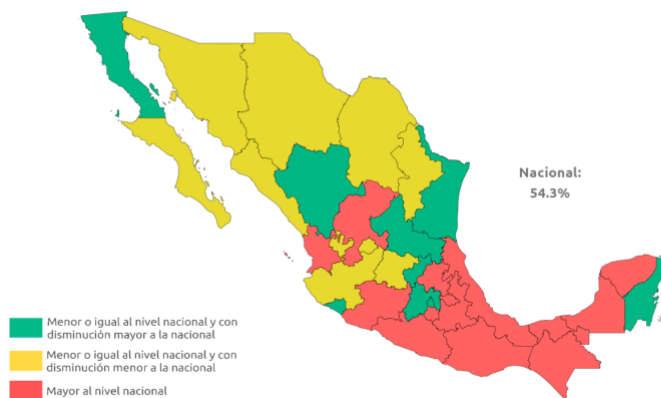 Nacional:
54.3%
Menor o igual al nivel nacional y con
disminución mayor a la nacional
Menor o igual al nivel nacional y con
disminución menor a la nacional
Mayor al nivel nacional